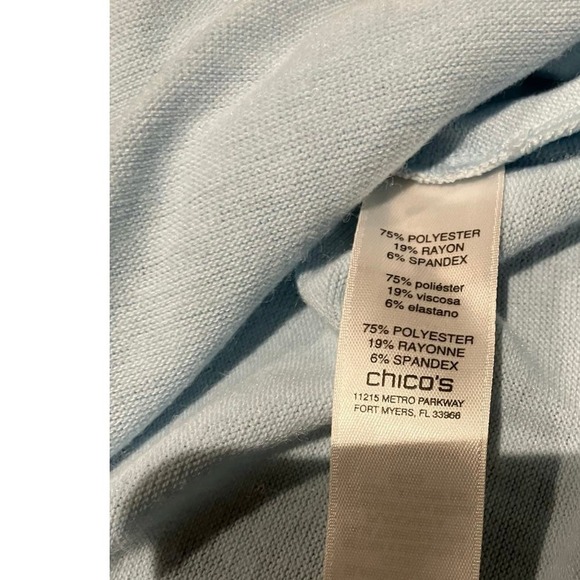 75% POLYESTER
19% RAYON
6% SPANDEX
75% poliéster
19% viscosa
6% elastano
75% POLYESTER
19% RAYONNE
6% SPANDEX
chico's
11215 METRO PARKWAY
FORT MYERS, FL 33966